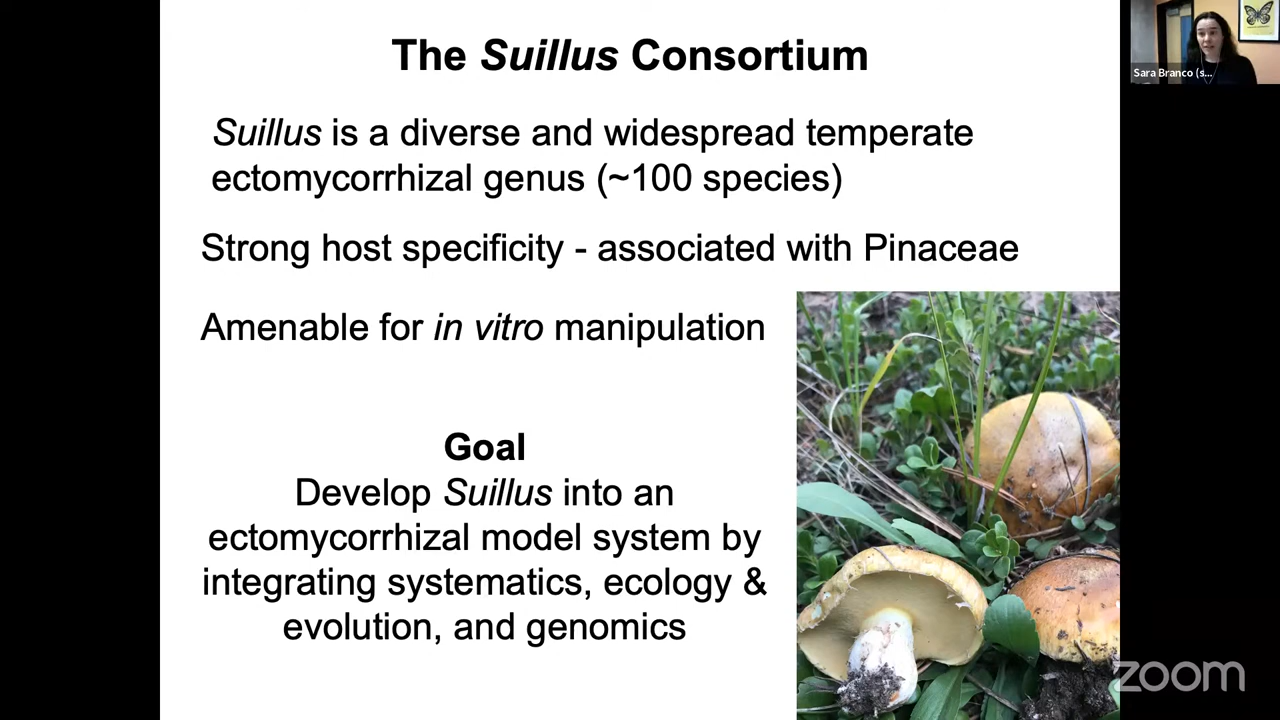 The Suillus Consortium
Suillus is a diverse and widespread temperate
ectomycorrhizal genus (~100 species)
Strong host specificity - associated with Pinaceae
Amenable for in vitro manipulation
Goal
Develop Suillus into an
ectomycorrhizal model system by
integrating systematics, ecology &
evolution, and genomics
Sara Branco (s...
zoom